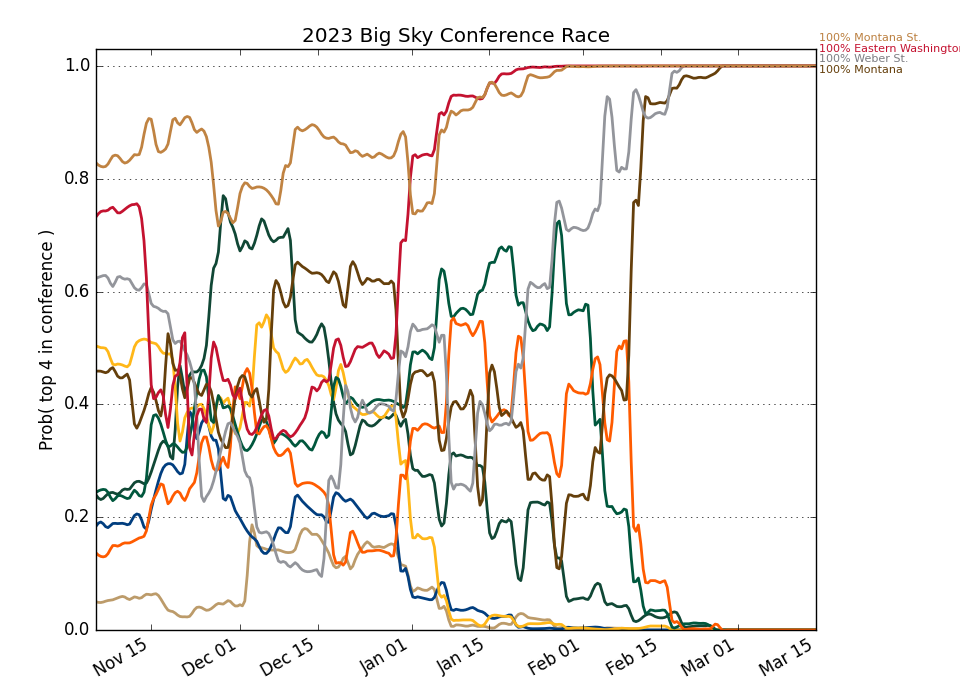 2023 Big Sky Conference Race
100% Montana St.
100% Eastern Washington
100% Weber St.
100% Montana
Prob( top 4 in conference )
1.0
0.8
0.6
0.4
0.2
0.0
Nov 15
Dec 01
Dec 15
Jan 01
Jan 15
Feb 01
Feb 15
Mar 01
Mar 15